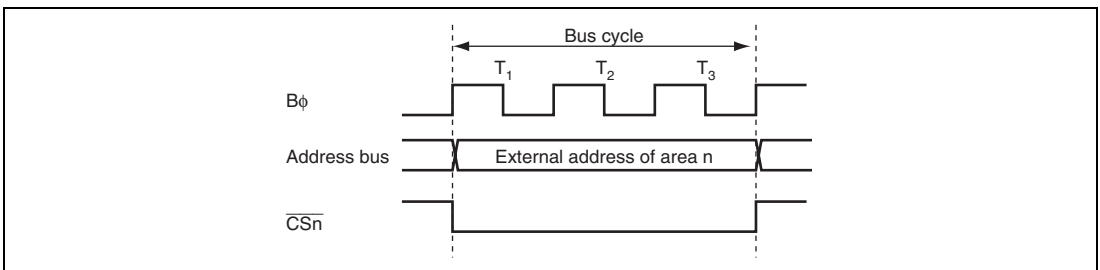 Bus cycle
T1 T2 T3
Bϕ
Address bus External address of area n
CSn